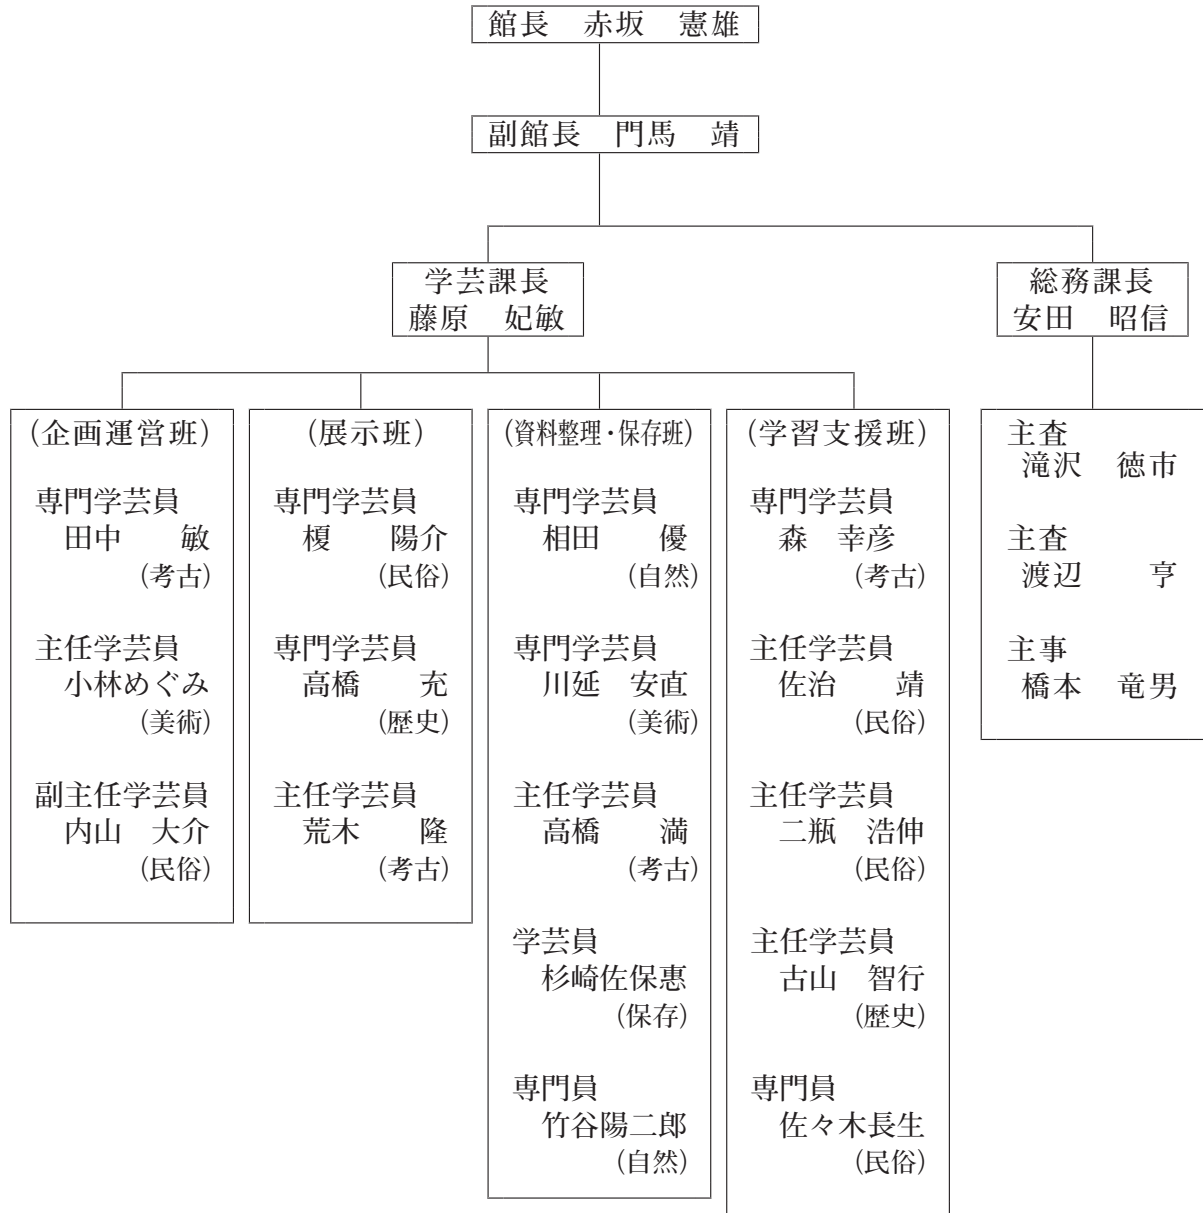 館長　赤坂　憲雄
副館長　門馬　靖
学芸課長
藤原　妃敏
総務課長
安田　昭信
(企画運営班)
専門学芸員
田中　　敏
(考古)
主任学芸員
小林めぐみ
(美術)
副主任学芸員
内山　大介
(民俗)
(展示班)
専門学芸員
榎　　陽介
(民俗)
専門学芸員
高橋　　充
(歴史)
主任学芸員
荒木　　隆
(考古)
(資料整理・保存班)
専門学芸員
相田　　優
(自然)
専門学芸員
川延　安直
(美術)
主任学芸員
高橋　　満
(考古)
学芸員
杉崎佐保惠
(保存)
専門員
竹谷陽二郎
(自然)
(学習支援班)
専門学芸員
森　幸彦
(考古)
主任学芸員
佐治　　靖
(民俗)
主任学芸員
二瓶　浩伸
(民俗)
主任学芸員
古山　智行
(歴史)
専門員
佐々木長生
(民俗)
主査
滝沢　徳市
主査
渡辺　　亨
主事
橋本　竜男